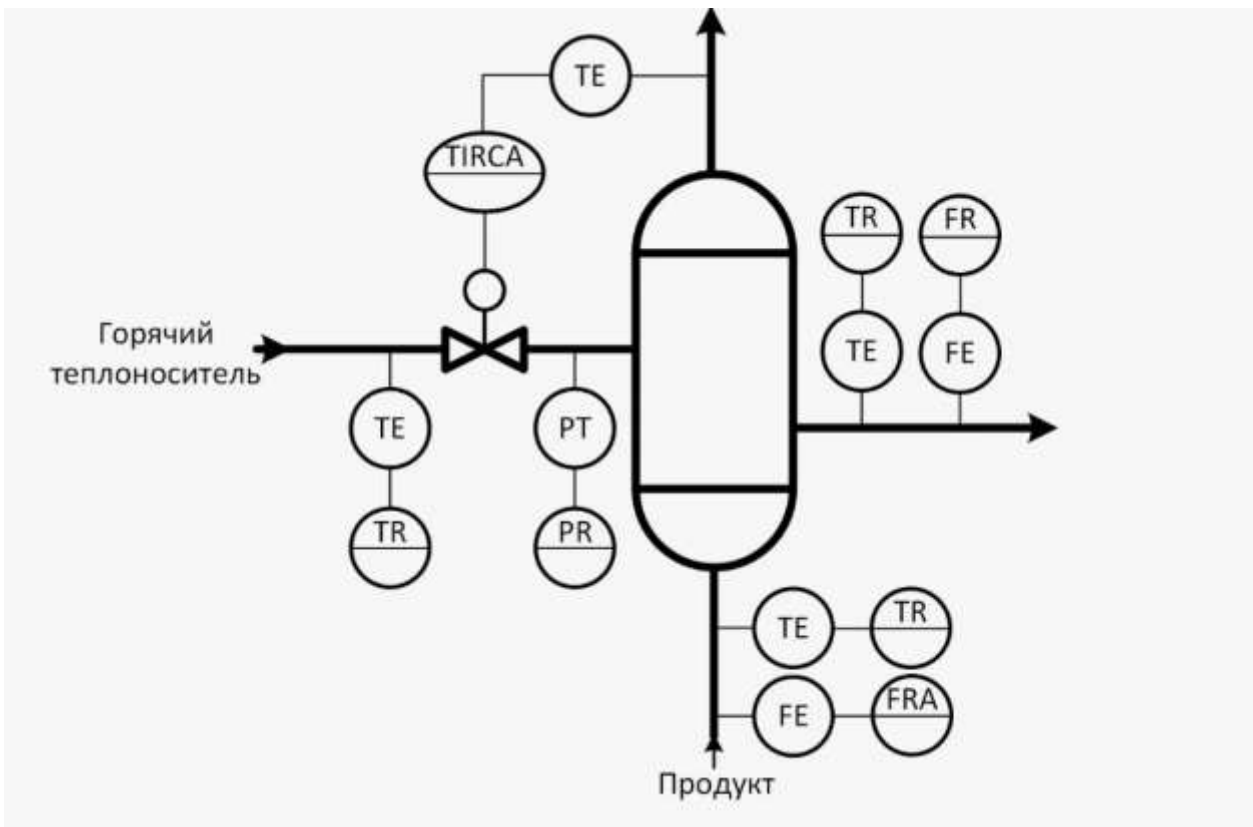 TE
TIRCA
TR FR
TE FE
Горячий
теплоноситель
TE PT
TR PR
TE TR
FE FRA
Продукт